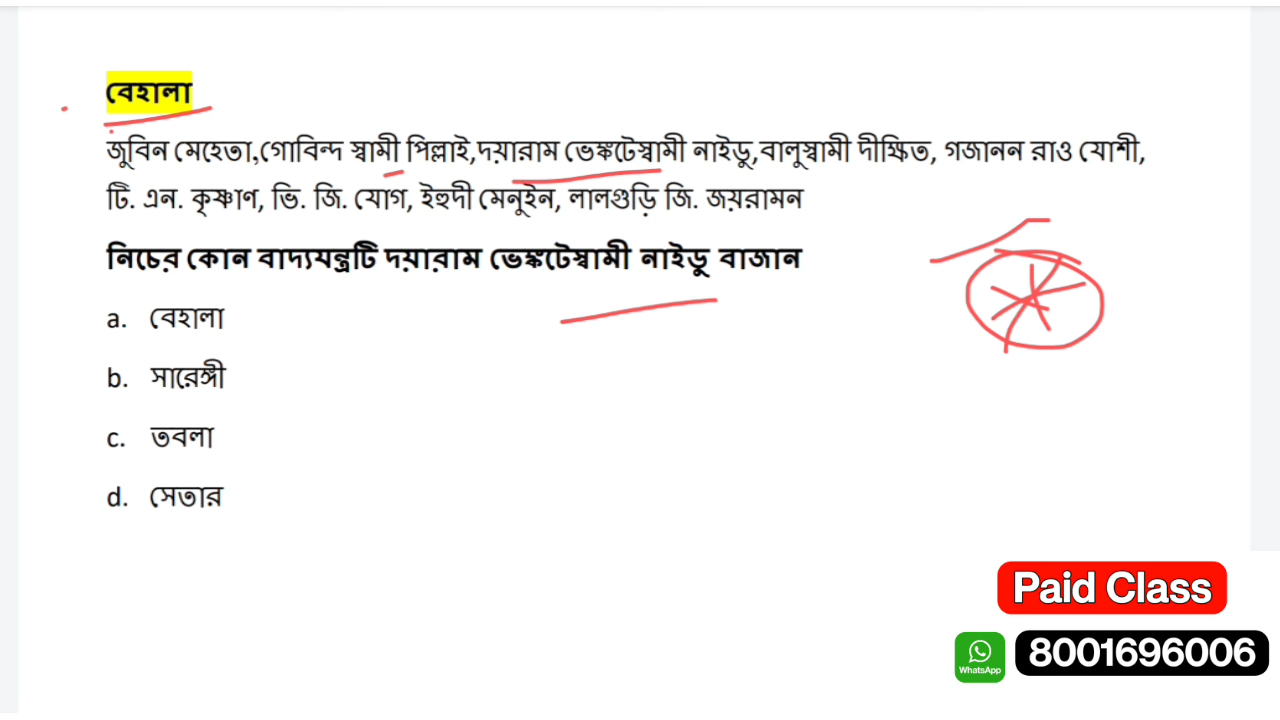 বেহালা
জুবিন মেহেতা,গোবিন্দ স্বামী পিল্লাই,দয়ারাম ভেঙ্কটেস্বামী নাইডু,বালুস্বামী দীক্ষিত, গজানন রাও যোশী,
টি. এন. কৃষ্ণাণ, ভি. জি. যোগ, ইহুদী মেনুইন, লালগুড়ি জি. জয়রামন
নিচের কোন বাদ্যযন্ত্রটি দয়ারাম ভেঙ্কটেস্বামী নাইডু বাজান
a. বেহালা
b. সারেঙ্গী
c. তবলা
d. সেতার
Paid Class
WhatsApp 8001696006